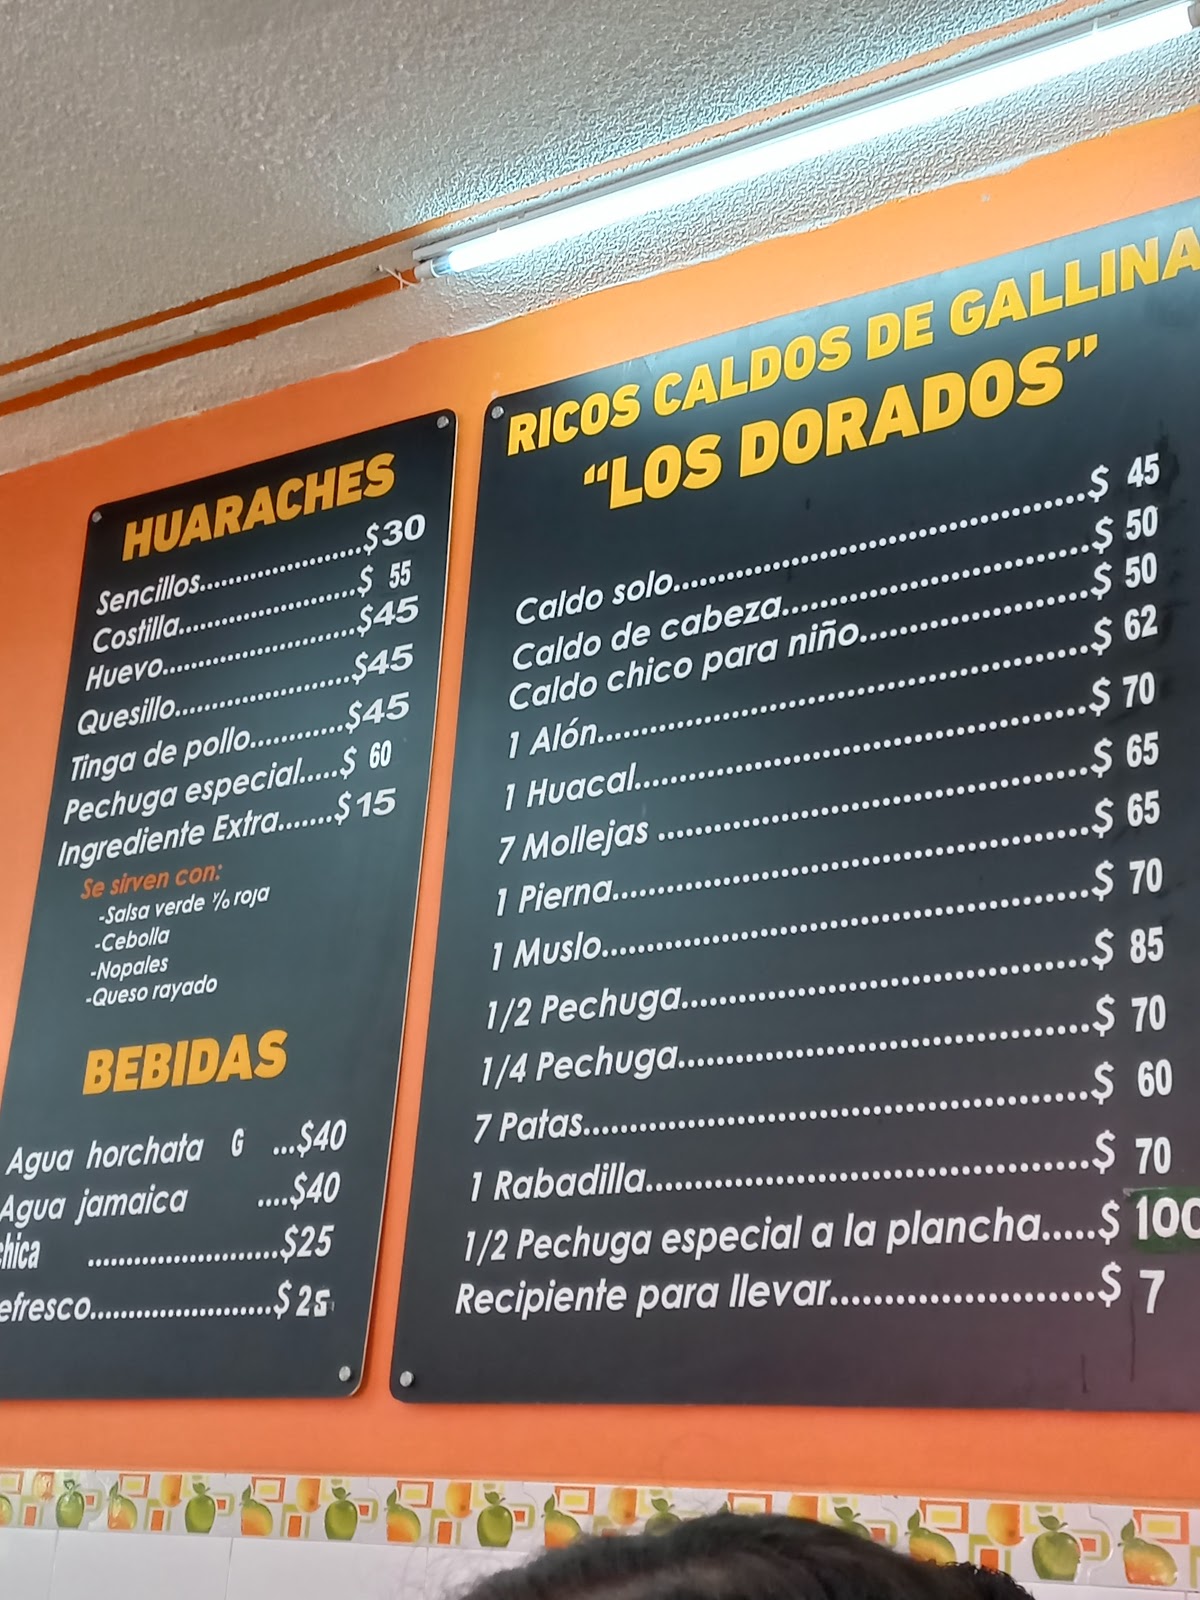 HUARACHES
Sencillos......................$30
Costilla.........................$ 55
Huevo...........................$45
Quesillo........................$45
Tinga de pollo............$45
Pechuga especial.....$ 60
Ingrediente Extra.......$15
Se sirven con:
-Salsa verde y/o roja
-Cebolla
-Nopales
-Queso rayado
BEBIDAS
Agua horchata G ...$40
Agua jamaica ....$40
chica .......................$25
efresco......................$25
RICOS CALDOS DE GALLINA
“LOS DORADOS”
Caldo solo..................................................$ 45
Caldo de cabeza.....................................$ 50
Caldo chico para niño...........................$ 50
1 Alón..........................................................$ 62
1 Huacal......................................................$ 70
7 Mollejas ...................................................$ 65
1 Pierna.......................................................$ 65
1 Muslo........................................................$ 70
1/2 Pechuga...............................................$ 85
1/4 Pechuga...............................................$ 70
7 Patas.........................................................$ 60
1 Rabadilla..................................................$ 70
1/2 Pechuga especial a la plancha.....$ 100
Recipiente para llevar.........................$ 7